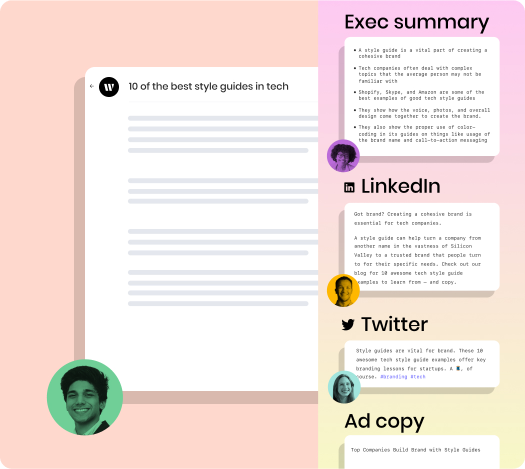 10 of the best style guides in tech
Exec summary
A style guide is a vital part of creating a
cohesive brand
Tech companies often deal with complex
topics that the avarage person may not be
familiar with
Shopify, Skype, and Amazon are some of the
best examples of good tech style guides
They show how the voice, photos, and overall
design come together to create the brand.
They also show the proper use of color-
coding in its guides on things like usage of
the brand name and call-to-action messaging
LinkedIn
Got brand? Creating a cohesive brand is
essential for tech companies.
A style guide can help turn a company from
another name in the vastness of Silicon
Valley to a trusted brand that people turn
to for their specific needs. Check out our
blog for 10 awesome tech style guide
examples to learn from — and copy.
Twitter
Style guides are vital for brand. These 10
awesome tech style guide examples offer key
branding lessons for startups. A 📱, of
course. #branding #tech
Ad copy
Top Companies Build Brand with Style Guides